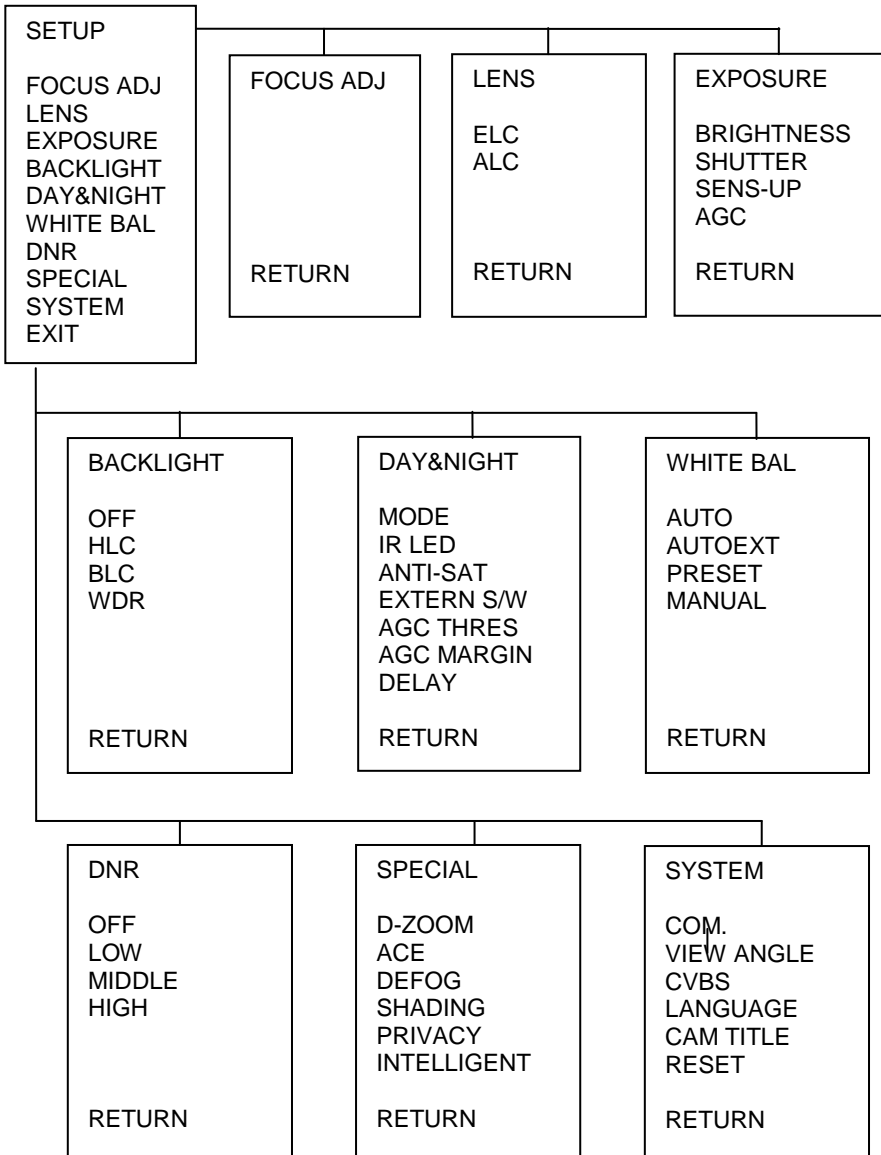 SETUP
FOCUS ADJ
LENS
EXPOSURE
BACKLIGHT
DAY&NIGHT
WHITE BAL
DNR
SPECIAL
SYSTEM
EXIT
FOCUS ADJ
RETURN
LENS
ELC
ALC
RETURN
EXPOSURE
BRIGHTNESS
SHUTTER
SENS-UP
AGC
RETURN
BACKLIGHT
OFF
HLC
BLC
WDR
RETURN
DAY&NIGHT
MODE
IR LED
ANTI-SAT
EXTERN S/W
AGC THRES
AGC MARGIN
DELAY
RETURN
WHITE BAL
AUTO
AUTOEXT
PRESET
MANUAL
RETURN
DNR
OFF
LOW
MIDDLE
HIGH
RETURN
SPECIAL
D-ZOOM
ACE
DEFOG
SHADING
PRIVACY
INTELLIGENT
RETURN
SYSTEM
COM.
VIEW ANGLE
CVBS
LANGUAGE
CAM TITLE
RESET
RETURN